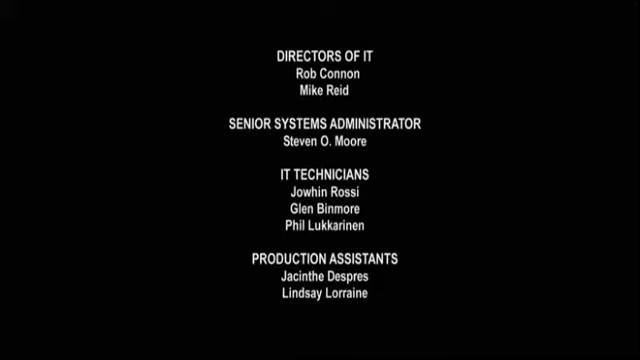 DIRECTORS OF IT
Rob Connon
Mike Reid
SENIOR SYSTEMS ADMINISTRATOR
Steven O. Moore
IT TECHNICIANS
Jowhin Rossi
Glen Binmore
Phil Lukkarinen
PRODUCTION ASSISTANTS
Jacinthe Despres
Lindsay Lorraine